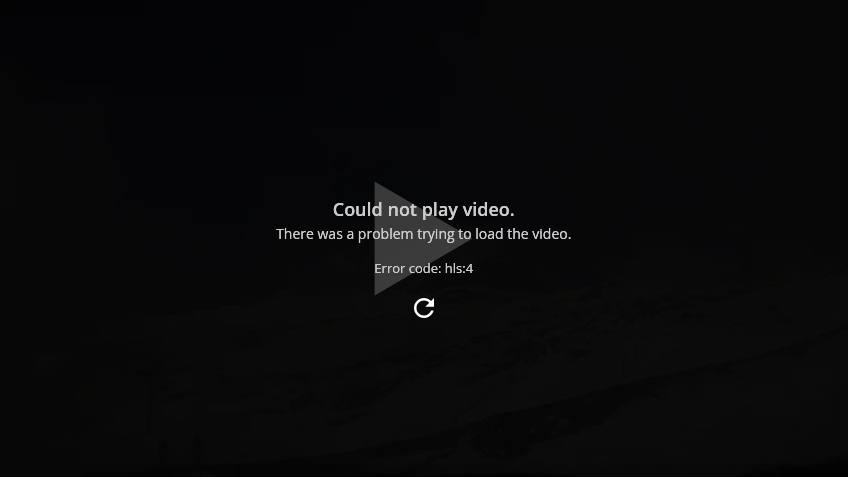 Could not play video.
There was a problem trying to load the video.
Error code: hls:4